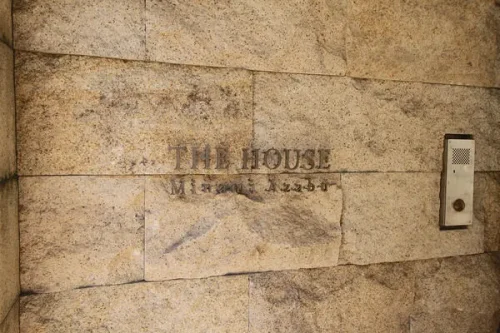 THE HOUSE
Minami Azabu